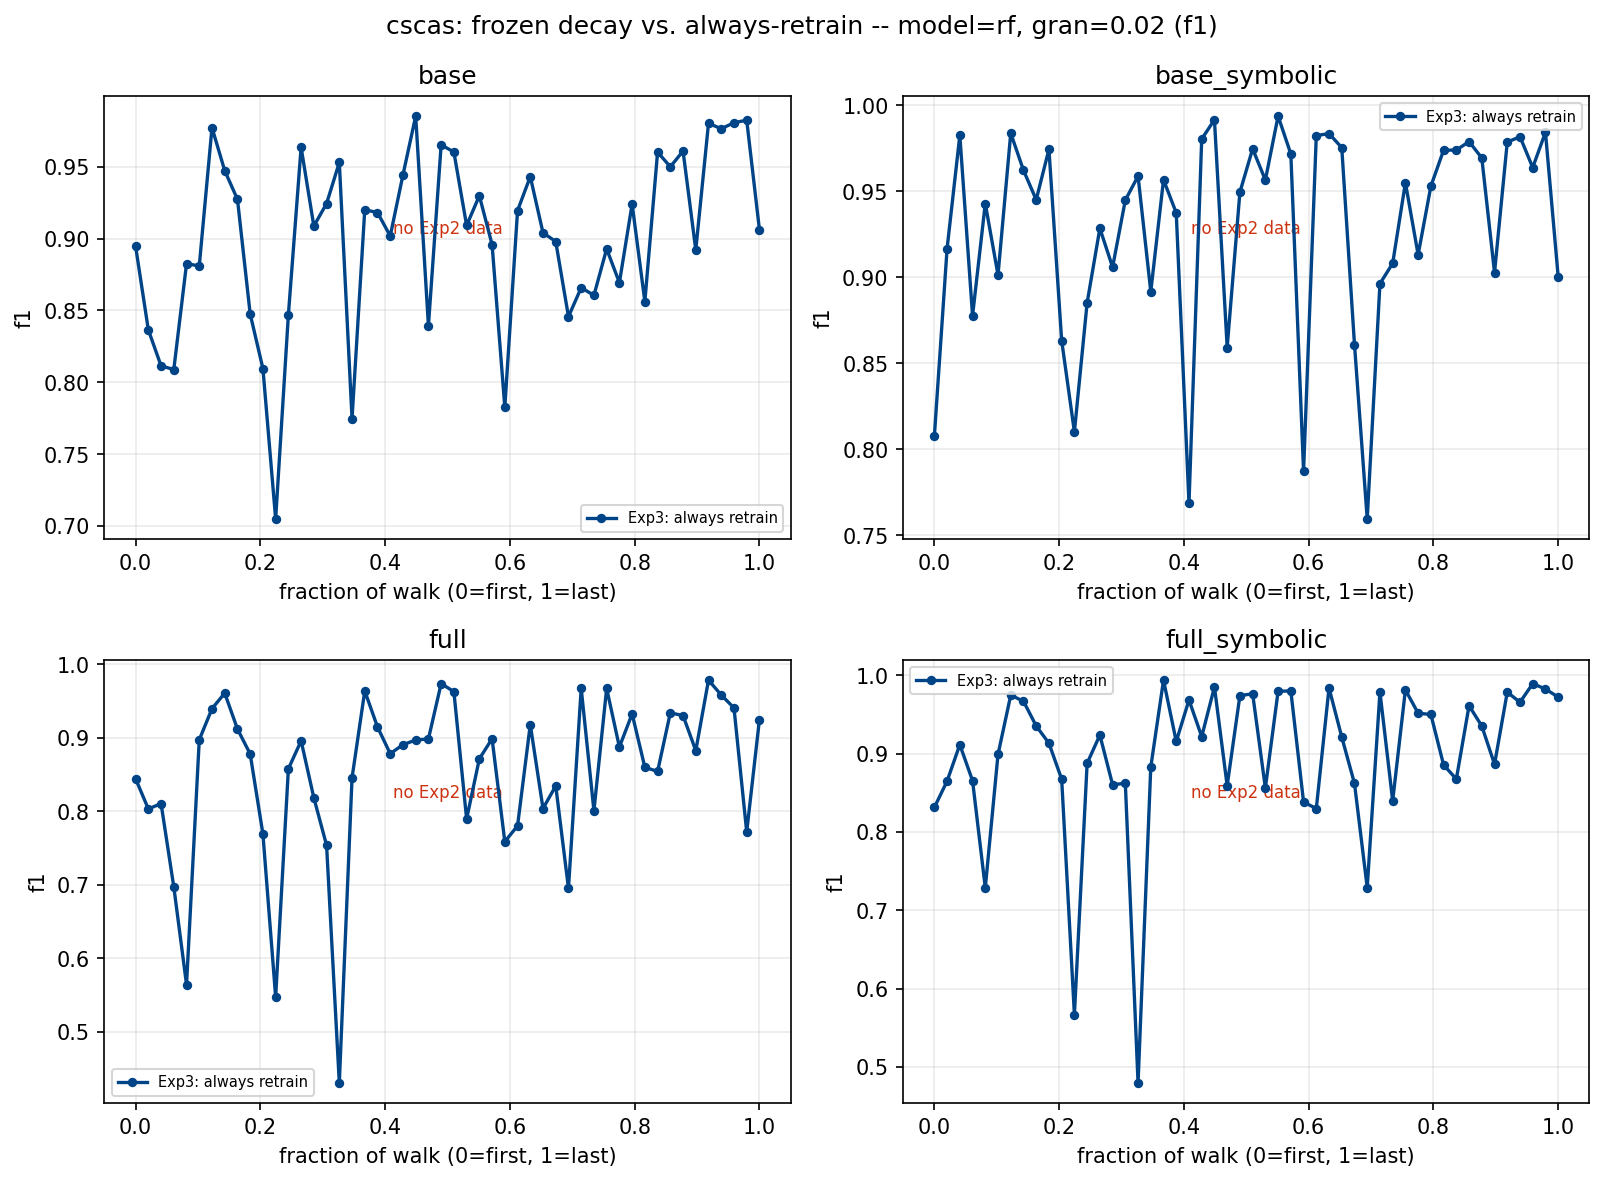 cscas: frozen decay vs. always-retrain -- model=rf, gran=0.02 (f1)
base
f1
0.95
0.90
0.85
0.80
0.75
0.70
no Exp2 data
Exp3: always retrain
0.0 0.2 0.4 0.6 0.8 1.0
fraction of walk (0=first, 1=last)
base_symbolic
f1
1.00
0.95
0.90
0.85
0.80
0.75
Exp3: always retrain
no Exp2 data
0.0 0.2 0.4 0.6 0.8 1.0
fraction of walk (0=first, 1=last)
full
f1
1.0
0.9
0.8
0.7
0.6
0.5
no Exp2 data
Exp3: always retrain
0.0 0.2 0.4 0.6 0.8 1.0
fraction of walk (0=first, 1=last)
full_symbolic
f1
1.0
0.9
0.8
0.7
0.6
0.5
Exp3: always retrain
no Exp2 data
0.0 0.2 0.4 0.6 0.8 1.0
fraction of walk (0=first, 1=last)